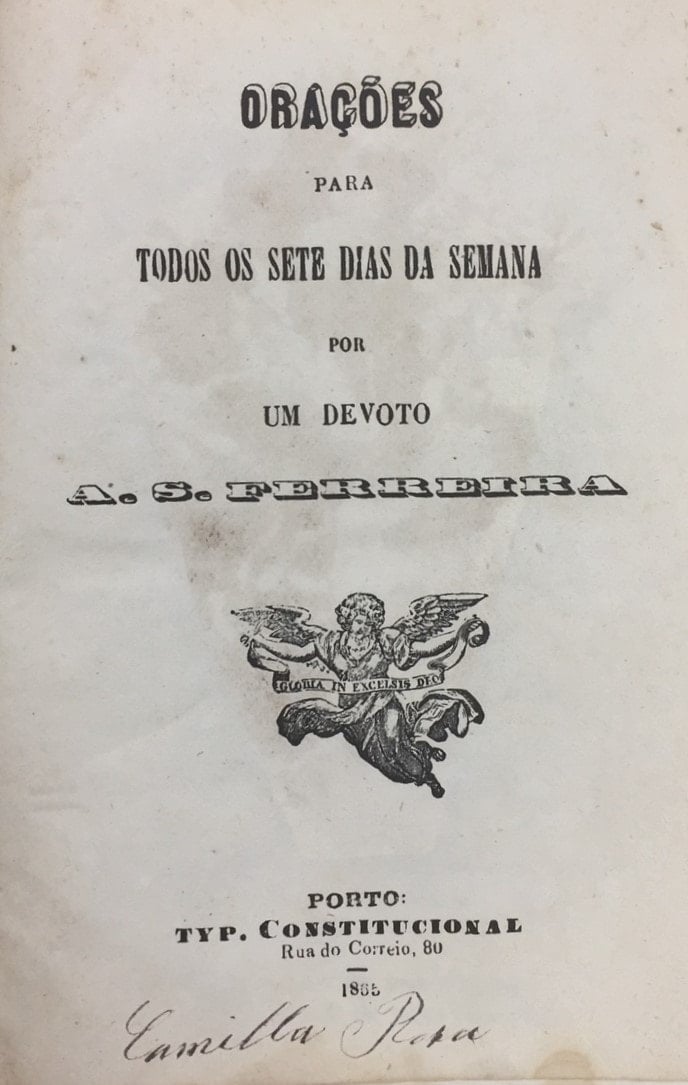 ORAÇÕES
PARA
TODOS OS SETE DIAS DA SEMANA
POR
UM DEVOTO
A. S. FERREIRA
GLORIA IN EXCELSIS DEO
PORTO:
TYP. CONSTITUCIONAL
Rua do Correio, 80
1865
Camilla Rosa